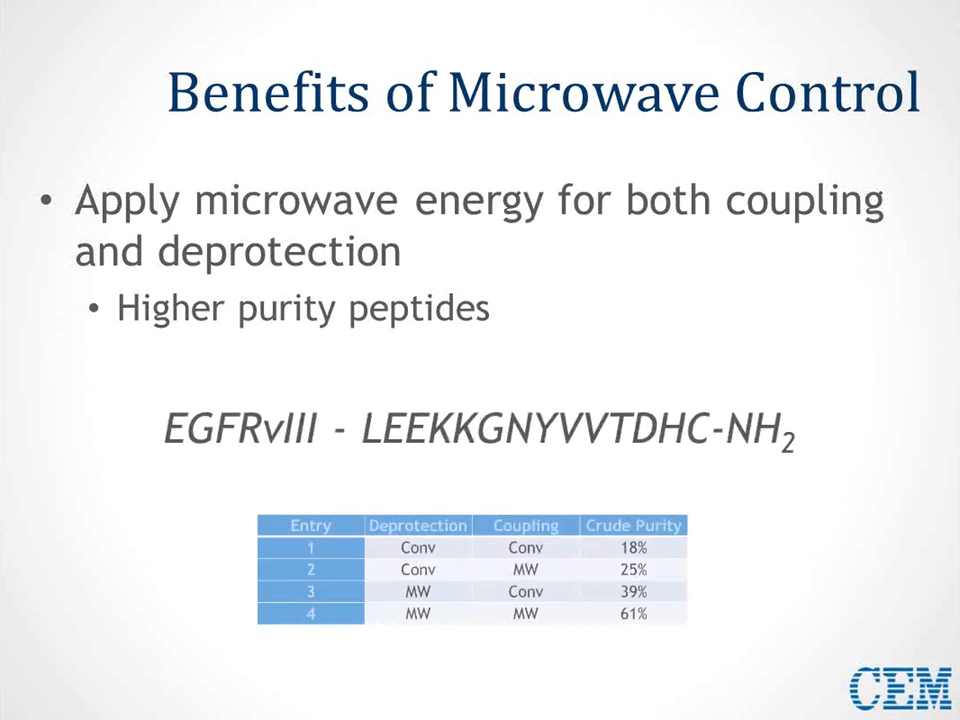 Benefits of Microwave Control
• Apply microwave energy for both coupling
and deprotection
• Higher purity peptides
EGFRvIII - LEEKKGNYVVTDHC-NH₂
Entry Deprotection Coupling Crude Purity
1 Conv Conv 18%
2 Conv MW 25%
3 MW Conv 39%
4 MW MW 61%
CEM